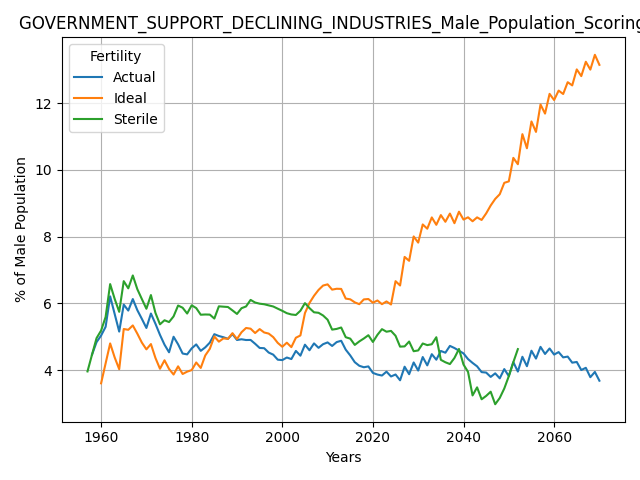 GOVERNMENT_SUPPORT_DECLINING_INDUSTRIES_Male_Population_Scoring
Fertility
Actual
Ideal
Sterile
% of Male Population
12
10
8
6
4
1960 1980 2000 2020 2040 2060
Years